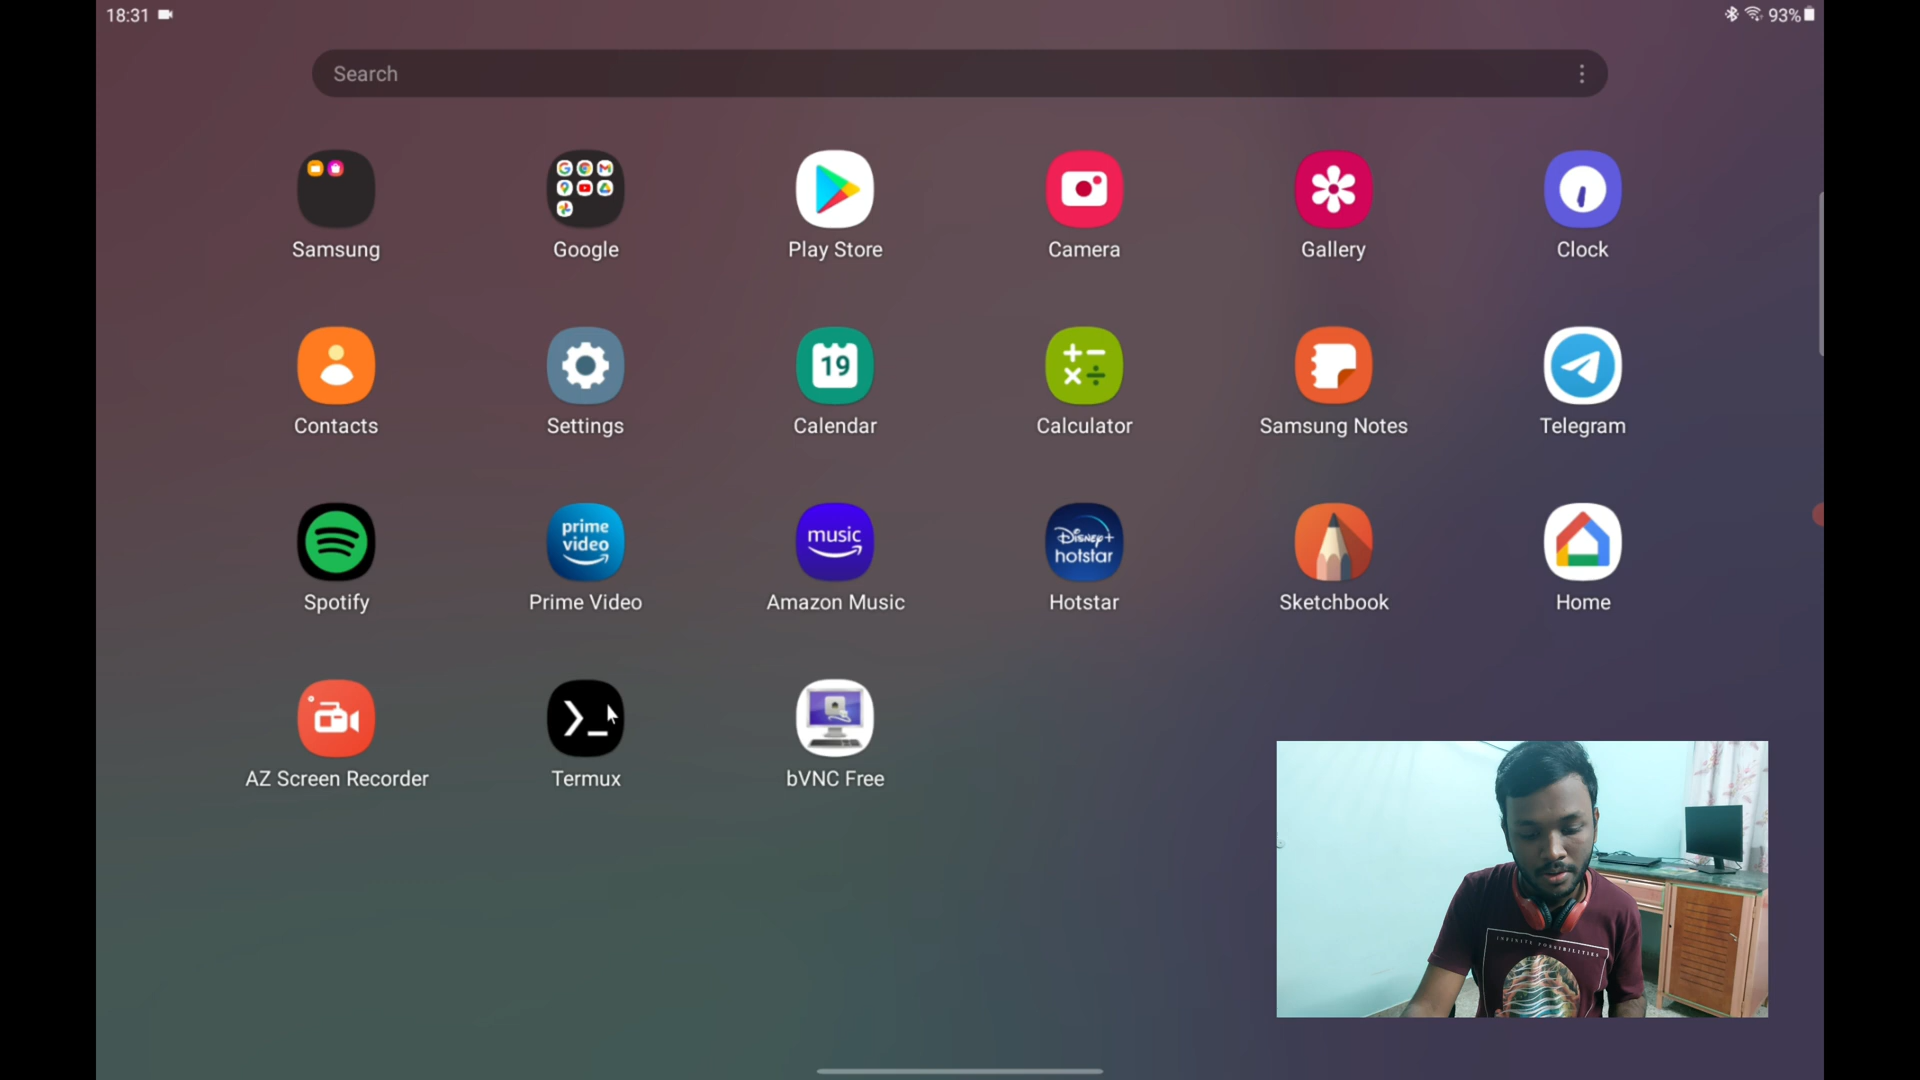 18:31
93%
Search
Samsung
Google
Play Store
Camera
Gallery
Clock
19
Contacts
Settings
Calendar
Calculator
Samsung Notes
Telegram
prime
video
music
Disney+
hotstar
Spotify
Prime Video
Amazon Music
Hotstar
Sketchbook
Home
AZ Screen Recorder
Termux
bVNC Free
INFINITE POSSIBILITIES